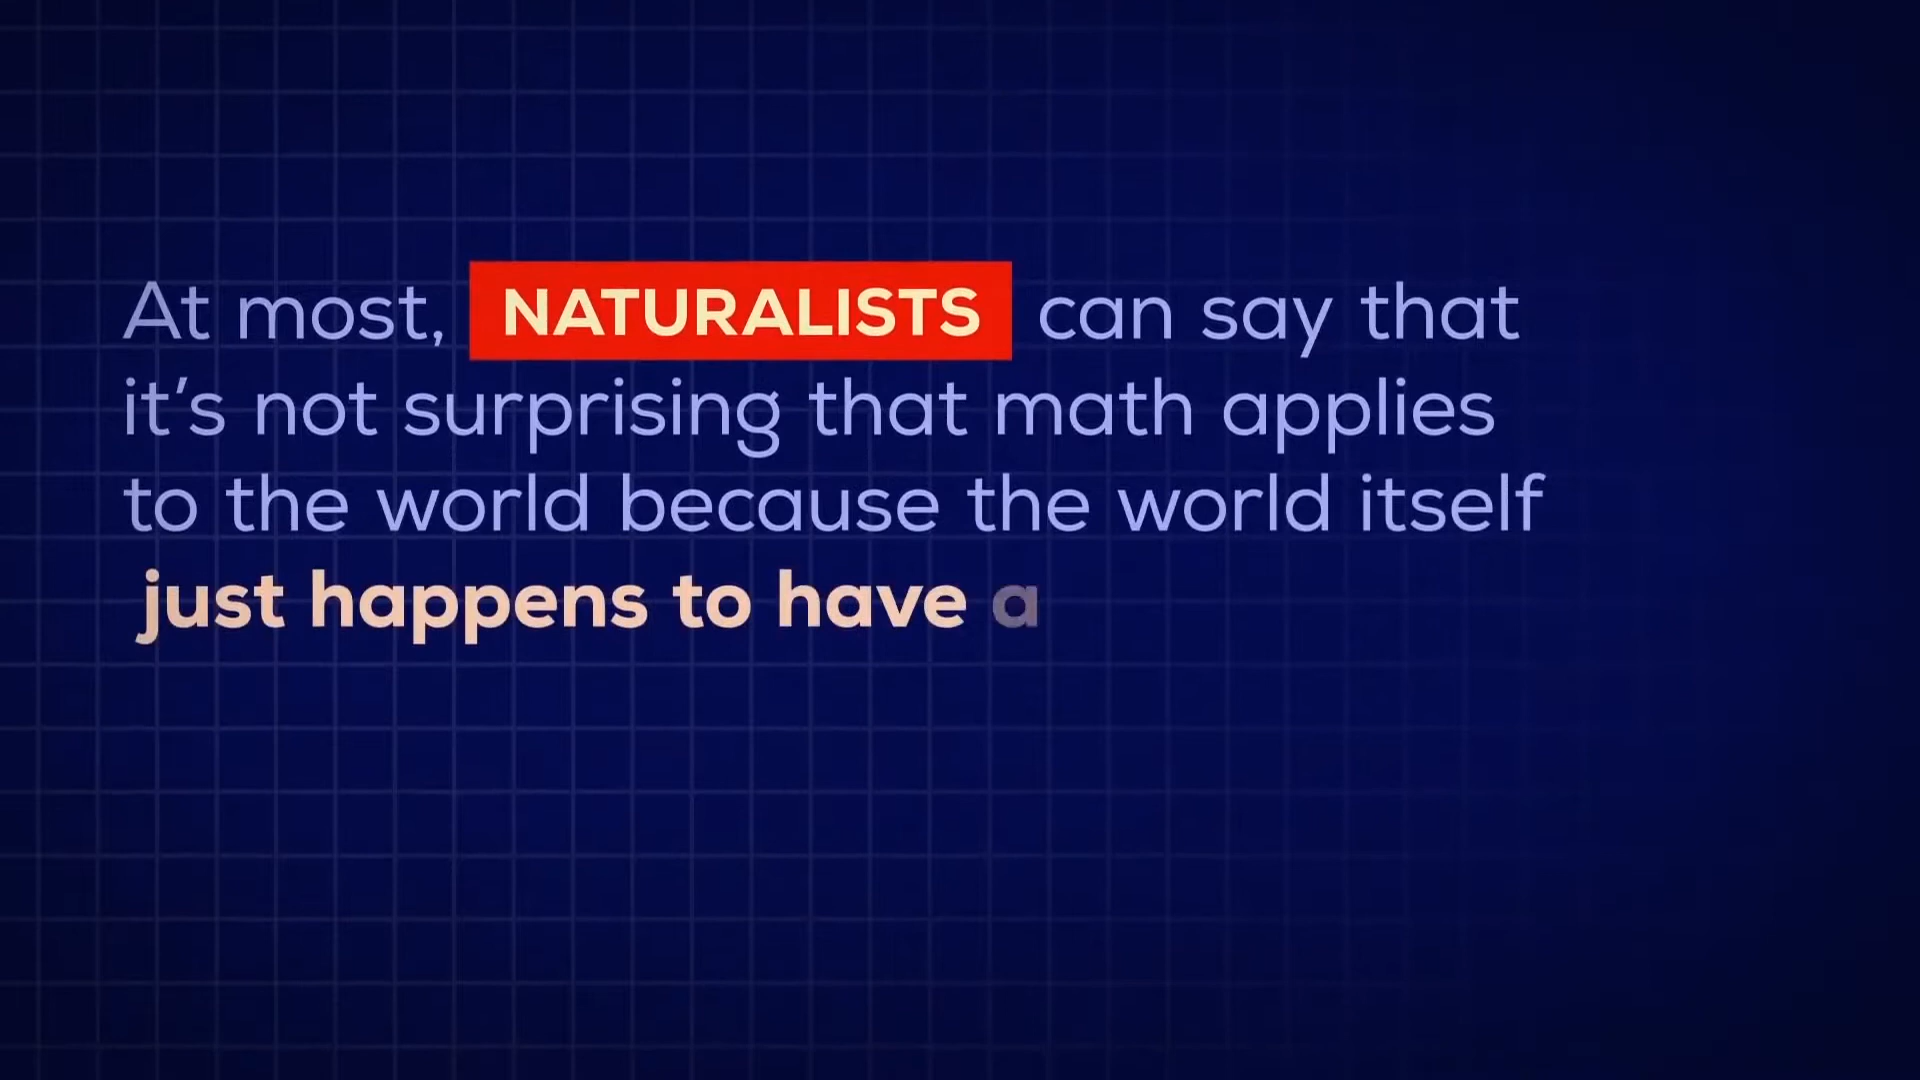 At most, NATURALISTS can say that
it’s not surprising that math applies
to the world because the world itself
just happens to have a